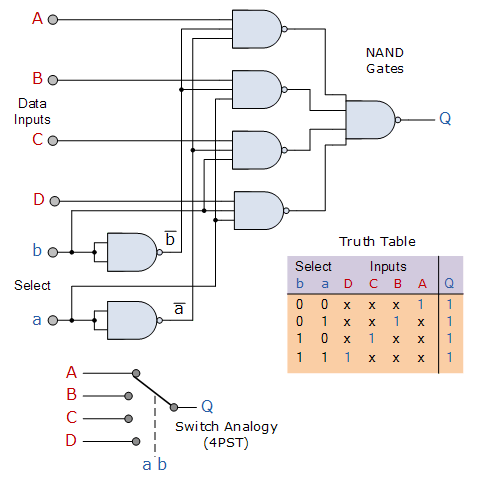 A
B
Data
Inputs
C
D
b
Select
a
b
a
NAND
Gates
Q
Truth Table
Select Inputs
b a D C B A Q
0 0 x x x 1 1
0 1 x x 1 x 1
1 0 x 1 x x 1
1 1 1 x x x 1
A
B
C
D
Q
Switch Analogy
(4PST)
a b